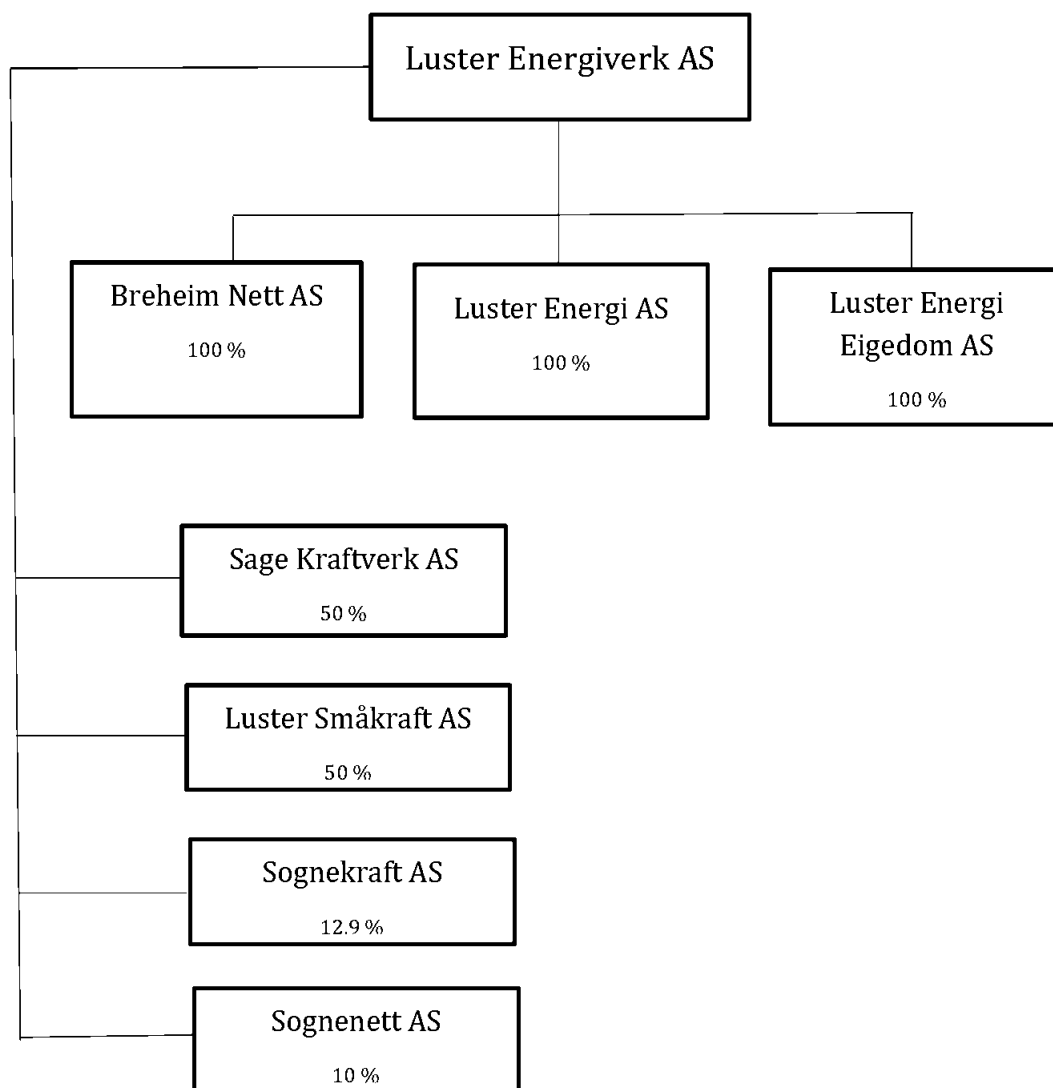 Luster Energiverk AS
Breheim Nett AS
100 %
Luster Energi AS
100 %
Luster Energi
Eigedom AS
100 %
Sage Kraftverk AS
50 %
Luster Småkraft AS
50 %
Sognekraft AS
12.9 %
Sognenett AS
10 %